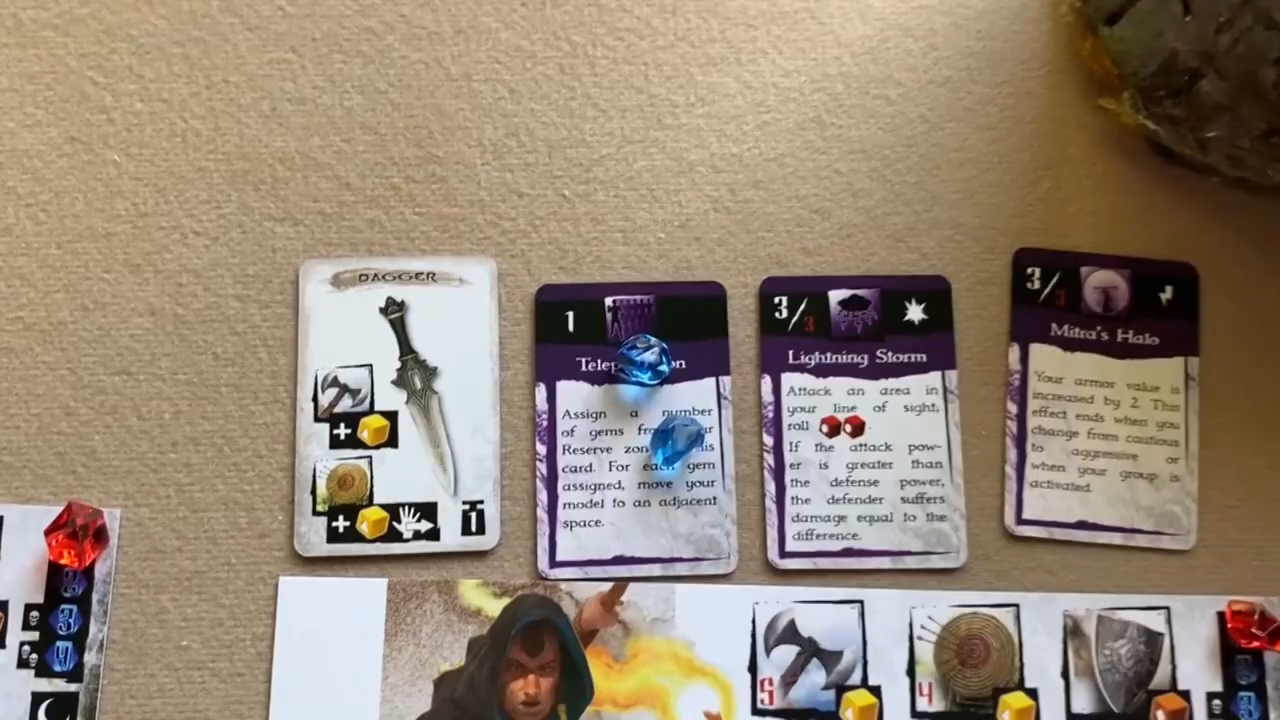 DAGGER
+
+
1
1
Assign a number
of gems
card. For each gem
assigned, move your
model to an adjacent
space.
3/3
Lightning Storm
Attack an area in
your line of sight,
roll
If the attack pow-
er is greater than
the defense power,
the defender suffers
damage equal to the
difference.
3/3
Mitra's Halo
Your armor value is
increased by 2. This
effect ends when you
change from cautious
to aggressive or
when your group is
activated.
5
4